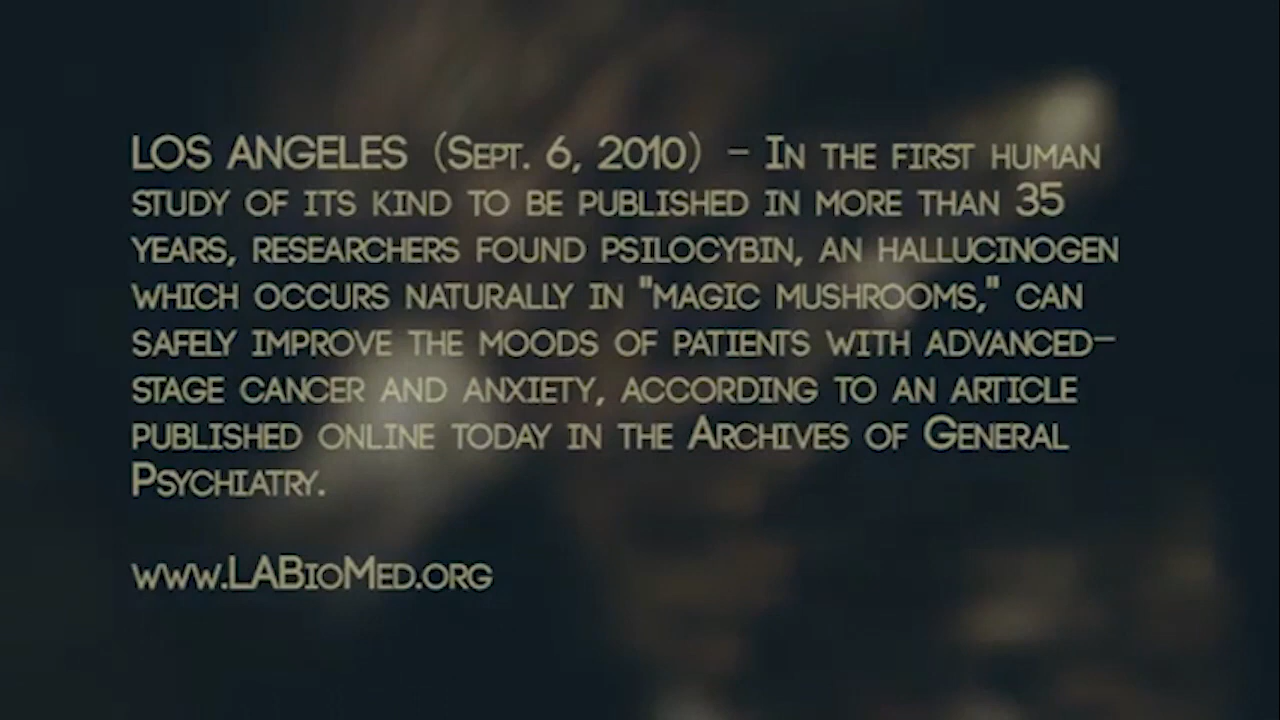 LOS ANGELES (Sept. 6, 2010) – In the first human
study of its kind to be published in more than 35
years, researchers found psilocybin, an hallucinogen
which occurs naturally in "magic mushrooms," can
safely improve the moods of patients with advanced–
stage cancer and anxiety, according to an article
published online today in the Archives of General
Psychiatry.
www.LABioMed.org